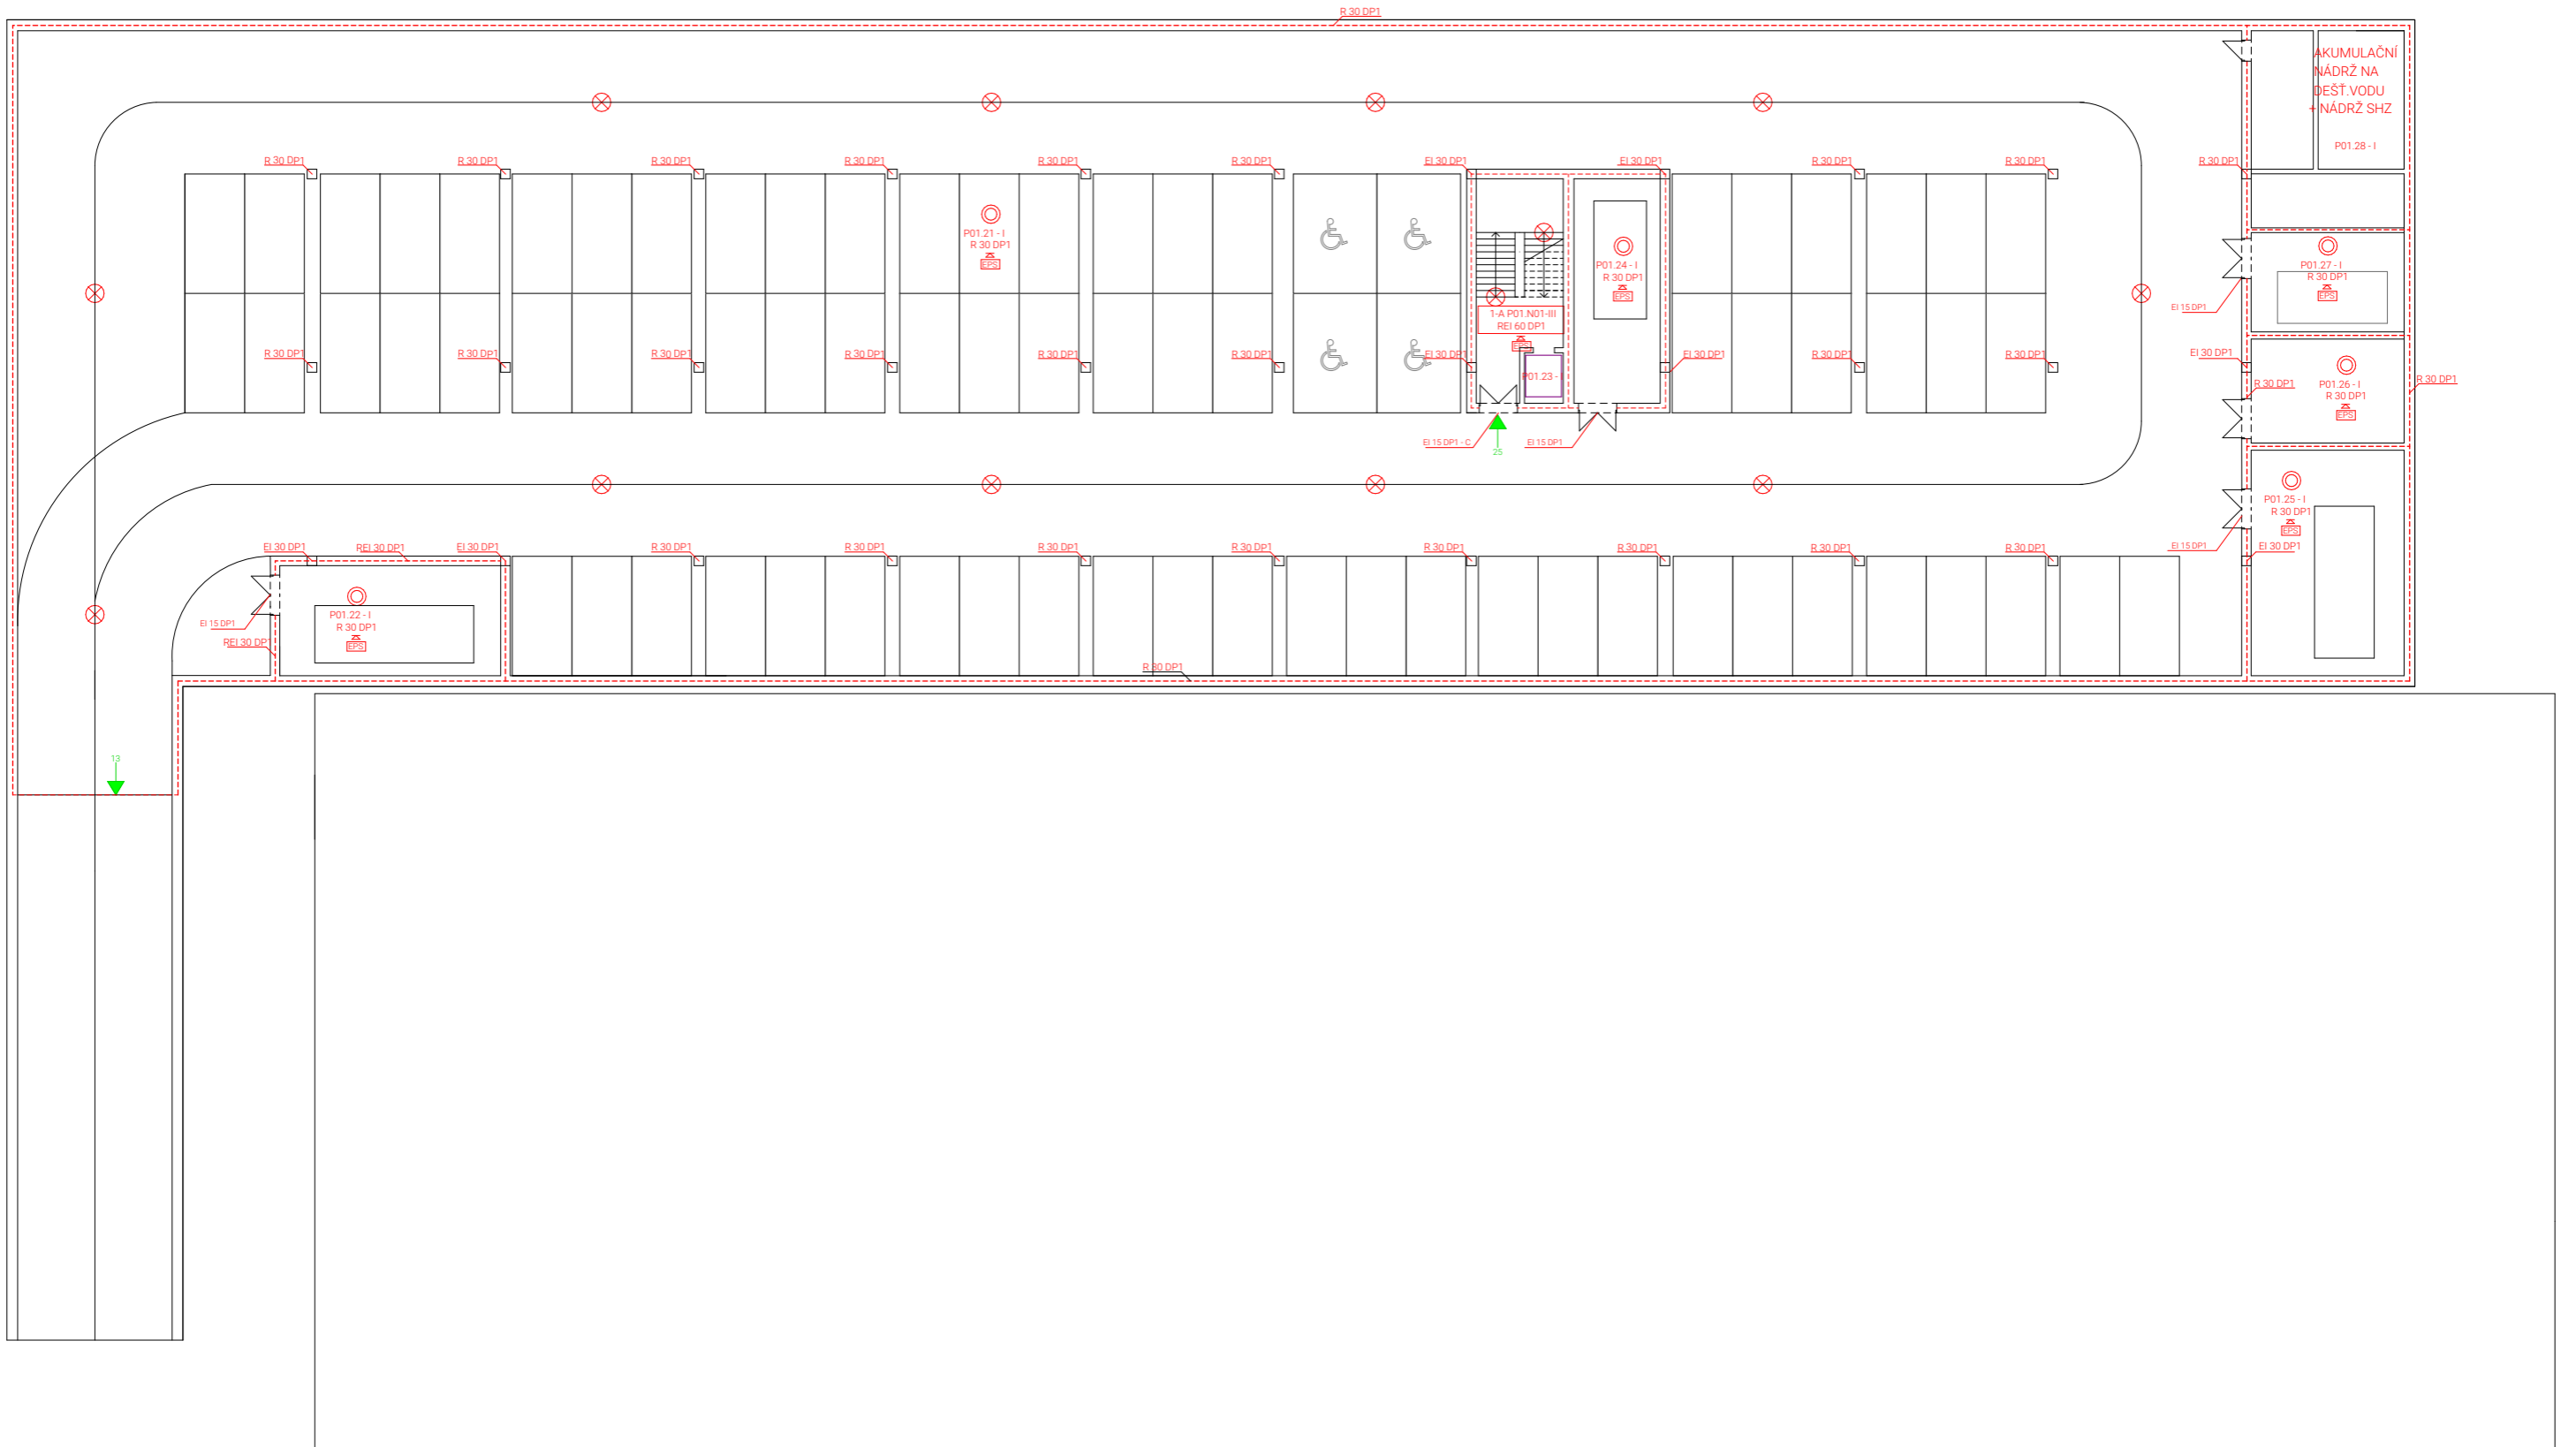 R 30 DP1
AKUMULAČNÍ
NÁDRŽ NA
DEŠŤ.VODU
+ NÁDRŽ SHZ
P01.28 - I
R 30 DP1
R 30 DP1
R 30 DP1
R 30 DP1
R 30 DP1
R 30 DP1
EI 30 DP1
EI 30 DP1
R 30 DP1
R 30 DP1
R 30 DP1
P01.21 - I
R 30 DP1
EPS
P01.24 - I
R 30 DP1
EPS
P01.27 - I
R 30 DP1
EPS
EI 15 DP1
1-A P01.N01-III
REI 60 DP1
EPS
R 30 DP1
R 30 DP1
R 30 DP1
R 30 DP1
R 30 DP1
R 30 DP1
EI 30 DP1
EI 30 DP1
R 30 DP1
R 30 DP1
EI 30 DP1
P01.23 - I
R 30 DP1
P01.26 - I
R 30 DP1
EPS
R 30 DP1
EI 15 DP1 - C
25
EI 15 DP1
P01.25 - I
R 30 DP1
EPS
EI 15 DP1
EI 30 DP1
EI 30 DP1
REI 30 DP1
EI 30 DP1
R 30 DP1
R 30 DP1
R 30 DP1
R 30 DP1
R 30 DP1
R 30 DP1
R 30 DP1
R 30 DP1
P01.22 - I
R 30 DP1
EPS
EI 15 DP1
REI 30 DP1
R 30 DP1
13